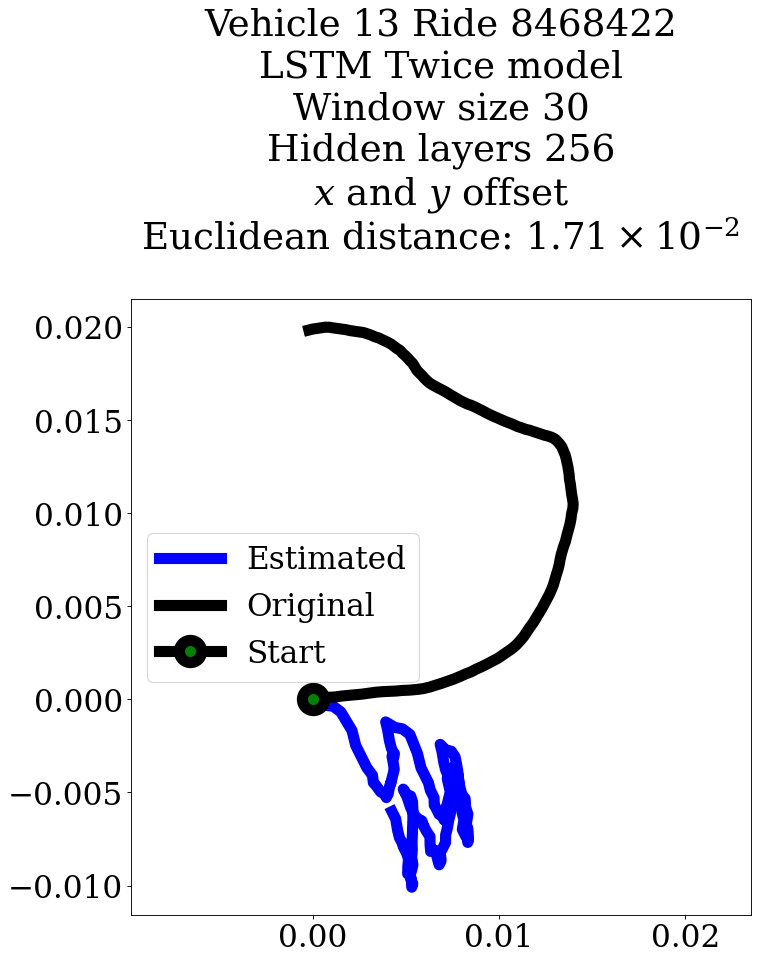 Vehicle 13 Ride 8468422
LSTM Twice model
Window size 30
Hidden layers 256
x and y offset
Euclidean distance: 1.71 × 10⁻²
0.020
0.015
0.010
0.005
0.000
−0.005
−0.010
Estimated
Original
Start
0.00 0.01 0.02